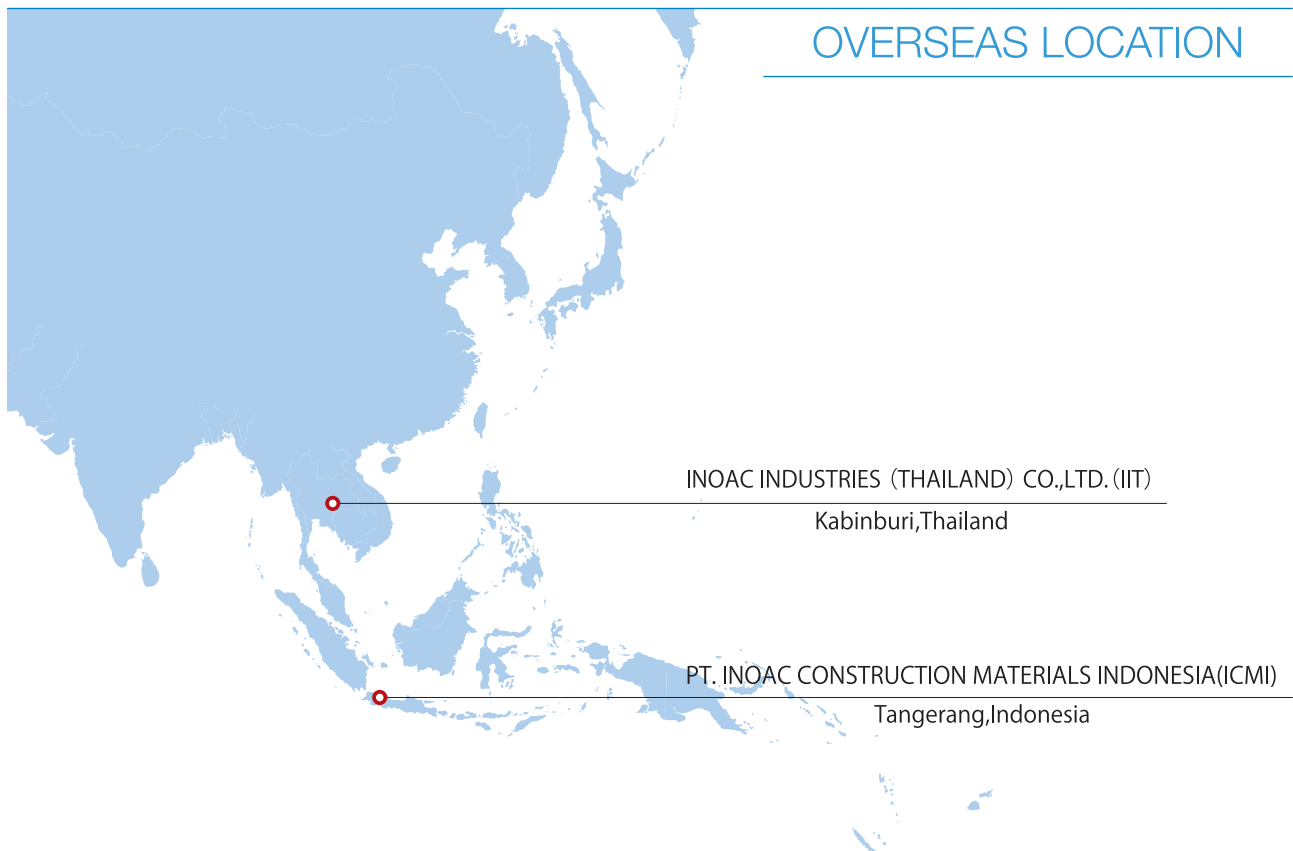 OVERSEAS LOCATION
INOAC INDUSTRIES（THAILAND）CO.,LTD.（IIT）
Kabinburi,Thailand
PT. INOAC CONSTRUCTION MATERIALS INDONESIA(ICMI)
Tangerang,Indonesia